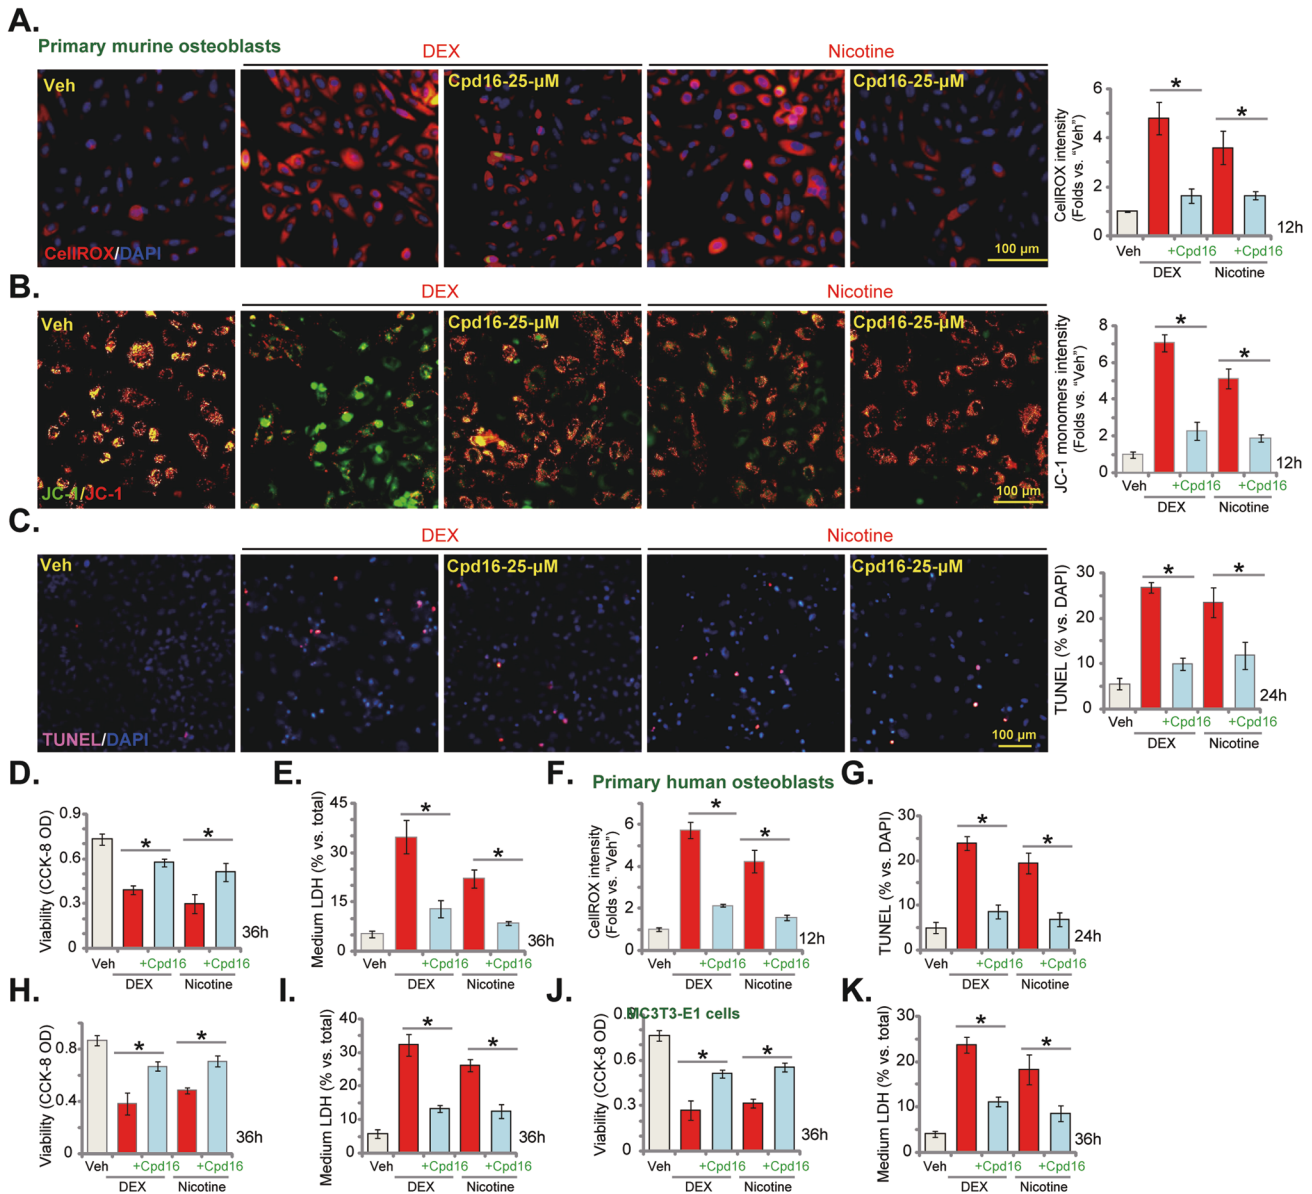 A.
Primary murine osteoblasts
DEX
Nicotine
Veh
Cpd16-25-µM
Cpd16-25-µM
CellROX/DAPI
100 µm
CellROX intensity
(Folds vs. “Veh”)
6
4
2
0
12h
Veh
+Cpd16
+Cpd16
DEX
Nicotine
B.
DEX
Nicotine
Veh
Cpd16-25-µM
Cpd16-25-µM
JC-1/JC-1
100 µm
JC-1 monomers intensity
(Folds vs. “Veh”)
8
6
4
2
0
12h
Veh
+Cpd16
+Cpd16
DEX
Nicotine
C.
DEX
Nicotine
Veh
Cpd16-25-µM
Cpd16-25-µM
TUNEL/DAPI
100 µm
TUNEL (% vs. DAPI)
30
20
10
0
24h
Veh
+Cpd16
+Cpd16
DEX
Nicotine
D.
Viability (CCK-8 OD)
0.9
0.6
0.3
0
36h
Veh
+Cpd16
+Cpd16
DEX
Nicotine
E.
Medium LDH (% vs. total)
45
30
15
0
36h
Veh
+Cpd16
+Cpd16
DEX
Nicotine
F.
Primary human osteoblasts
CellROX intensity
(Folds vs. “Veh”)
6
4
2
0
12h
Veh
+Cpd16
+Cpd16
DEX
Nicotine
G.
TUNEL (% vs. DAPI)
30
20
10
0
24h
Veh
+Cpd16
+Cpd16
DEX
Nicotine
H.
Viability (CCK-8 OD)
0.8
0.4
0
36h
Veh
+Cpd16
+Cpd16
DEX
Nicotine
I.
Medium LDH (% vs. total)
40
30
20
10
0
36h
Veh
+Cpd16
+Cpd16
DEX
Nicotine
J.
MC3T3-E1 cells
Viability (CCK-8 OD)
0.6
0.3
0
36h
Veh
+Cpd16
+Cpd16
DEX
Nicotine
K.
Medium LDH (% vs. total)
30
20
10
0
36h
Veh
+Cpd16
+Cpd16
DEX
Nicotine